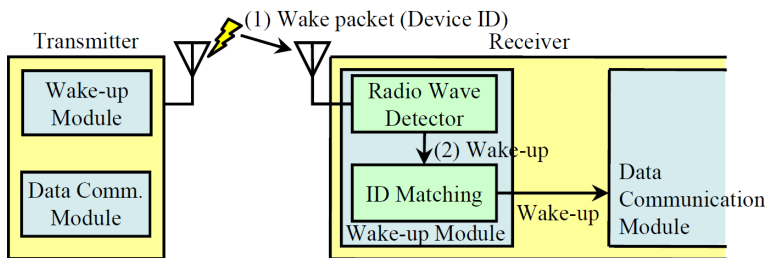 (1) Wake packet (Device ID)
Transmitter
Receiver
Wake-up
Module
Data Comm.
Module
Radio Wave
Detector
(2) Wake-up
ID Matching
Wake-up Module
Wake-up
Data
Communication
Module